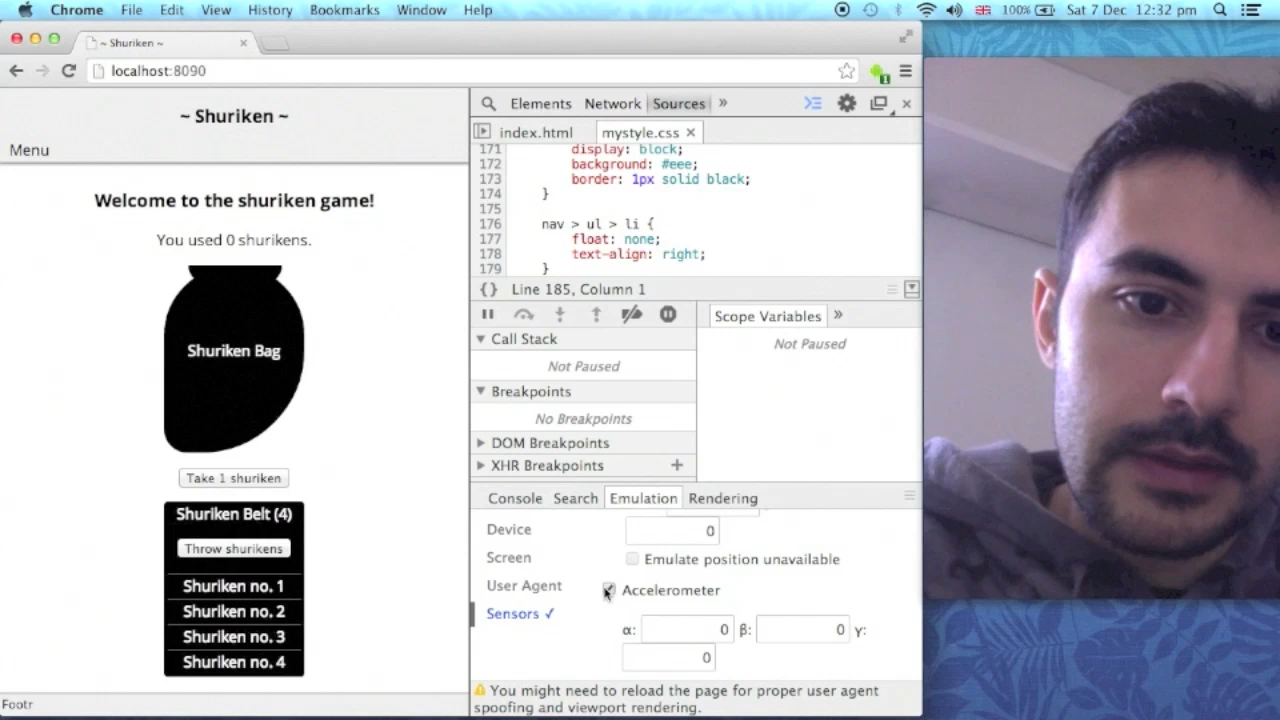 Chrome File Edit View History Bookmarks Window Help 100% Sat 7 Dec 12:32 pm
~ Shuriken ~
localhost:8090
1
~ Shuriken ~
Menu
Welcome to the shuriken game!
You used 0 shurikens.
Shuriken Bag
Take 1 shuriken
Shuriken Belt (4)
Throw shurikens
Shuriken no. 1
Shuriken no. 2
Shuriken no. 3
Shuriken no. 4
Footr
Elements Network Sources »
index.html mystyle.css
171 display: block;
172 background: #eee;
173 border: 1px solid black;
174 }
175
176 nav > ul > li {
177 float: none;
178 text-align: right;
179 }
{} Line 185, Column 1
Scope Variables »
Call Stack
Not Paused
Not Paused
Breakpoints
No Breakpoints
DOM Breakpoints
XHR Breakpoints +
Console Search Emulation Rendering
Device 0
Screen Emulate position unavailable
User Agent Accelerometer
Sensors ✓
α: 0 β: 0 γ:
0
You might need to reload the page for proper user agent
spoofing and viewport rendering.